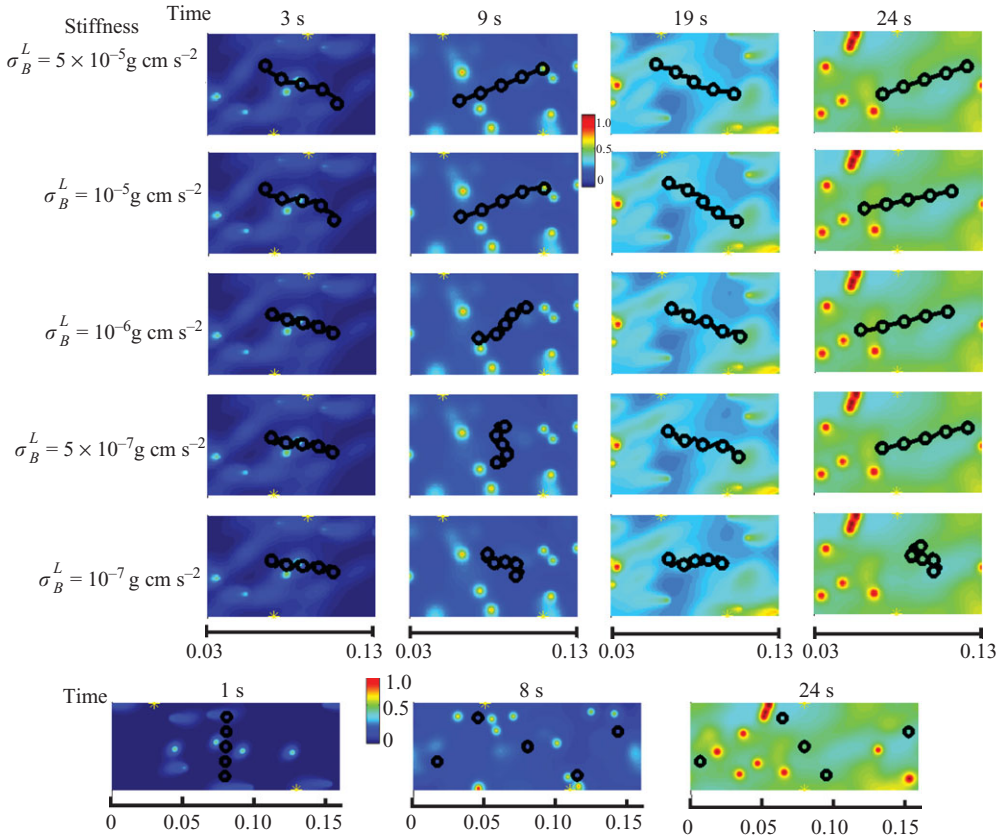 Time 3 s 9 s 19 s 24 s
Stiffness
σ_B^L = 5 × 10⁻⁵g cm s⁻²
1.0
0.5
0
σ_B^L = 10⁻⁵g cm s⁻²
σ_B^L = 10⁻⁶g cm s⁻²
σ_B^L = 5 × 10⁻⁷g cm s⁻²
σ_B^L = 10⁻⁷ g cm s⁻²
0.03 0.13 0.03 0.13 0.03 0.13 0.03 0.13
Time 1 s 8 s 24 s
1.0
0.5
0
0 0.05 0.10 0.15 0 0.05 0.10 0.15 0 0.05 0.10 0.15